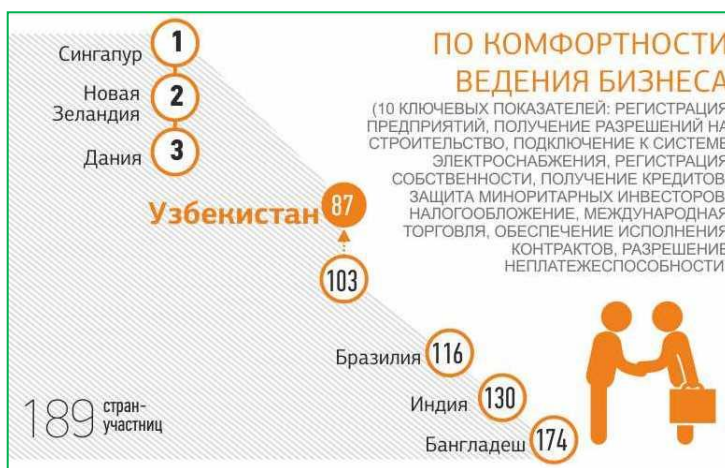 ПО КОМФОРТНОСТИ
ВЕДЕНИЯ БИЗНЕСА
(10 КЛЮЧЕВЫХ ПОКАЗАТЕЛЕЙ: РЕГИСТРАЦИЯ
ПРЕДПРИЯТИЙ, ПОЛУЧЕНИЕ РАЗРЕШЕНИЙ НА
СТРОИТЕЛЬСТВО, ПОДКЛЮЧЕНИЕ К СИСТЕМЕ
ЭЛЕКТРОСНАБЖЕНИЯ, РЕГИСТРАЦИЯ
СОБСТВЕННОСТИ, ПОЛУЧЕНИЕ КРЕДИТОВ,
ЗАЩИТА МИНОРИТАРНЫХ ИНВЕСТОРОВ,
НАЛОГООБЛОЖЕНИЕ, МЕЖДУНАРОДНАЯ
ТОРГОВЛЯ, ОБЕСПЕЧЕНИЕ ИСПОЛНЕНИЯ
КОНТРАКТОВ, РАЗРЕШЕНИЕ
НЕПЛАТЕЖЕСПОСОБНОСТИ)
Сингапур 1
Новая
Зеландия 2
Дания 3
Узбекистан 87
103
Бразилия 116
Индия 130
Бангладеш 174
189 стран-
участниц